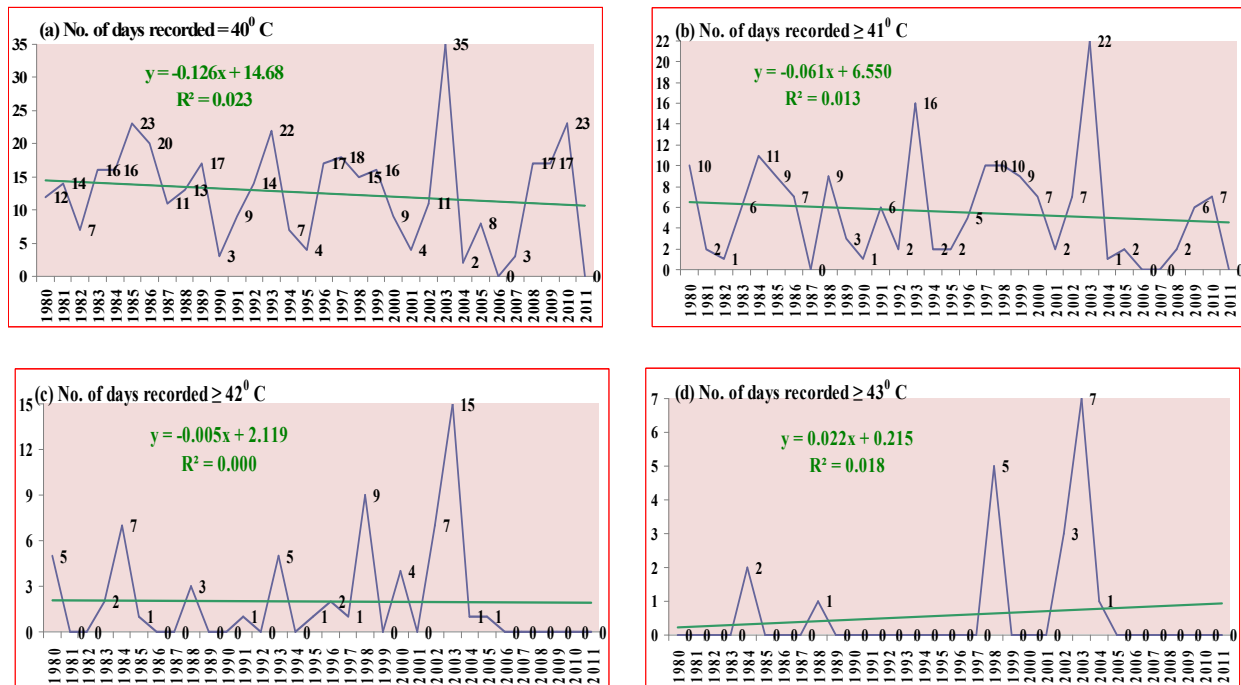 (a) No. of days recorded = 40⁰ C
y = -0.126x + 14.68
R² = 0.023
35
30
25
20
15
10
5
0
12 14 7 16 16 23 20 11 13 17 3 9 14 22 7 4 17 18 15 16 9 4 11 35 2 8 0 3 17 17 23 0
1980 1981 1982 1983 1984 1985 1986 1987 1988 1989 1990 1991 1992 1993 1994 1995 1996 1997 1998 1999 2000 2001 2002 2003 2004 2005 2006 2007 2008 2009 2010 2011
(b) No. of days recorded ≥ 41⁰ C
y = -0.061x + 6.550
R² = 0.013
22
20
18
16
14
12
10
8
6
4
2
0
10 2 1 6 11 9 7 0 9 3 1 6 2 16 2 2 5 10 10 9 7 2 7 22 1 2 0 0 2 6 7 0
1980 1981 1982 1983 1984 1985 1986 1987 1988 1989 1990 1991 1992 1993 1994 1995 1996 1997 1998 1999 2000 2001 2002 2003 2004 2005 2006 2007 2008 2009 2010 2011
(c) No. of days recorded ≥ 42⁰ C
y = -0.005x + 2.119
R² = 0.000
15
12
9
6
3
0
5 0 0 2 7 1 0 0 3 0 0 1 0 5 0 1 2 1 9 0 4 0 7 15 1 1 0 0 0 0 0 0
1980 1981 1982 1983 1984 1985 1986 1987 1988 1989 1990 1991 1992 1993 1994 1995 1996 1997 1998 1999 2000 2001 2002 2003 2004 2005 2006 2007 2008 2009 2010 2011
(d) No. of days recorded ≥ 43⁰ C
y = 0.022x + 0.215
R² = 0.018
7
6
5
4
3
2
1
0
0 0 0 0 2 0 0 0 1 0 0 0 0 0 0 0 0 0 5 0 0 0 3 7 1 0 0 0 0 0 0 0
1980 1981 1982 1983 1984 1985 1986 1987 1988 1989 1990 1991 1992 1993 1994 1995 1996 1997 1998 1999 2000 2001 2002 2003 2004 2005 2006 2007 2008 2009 2010 2011